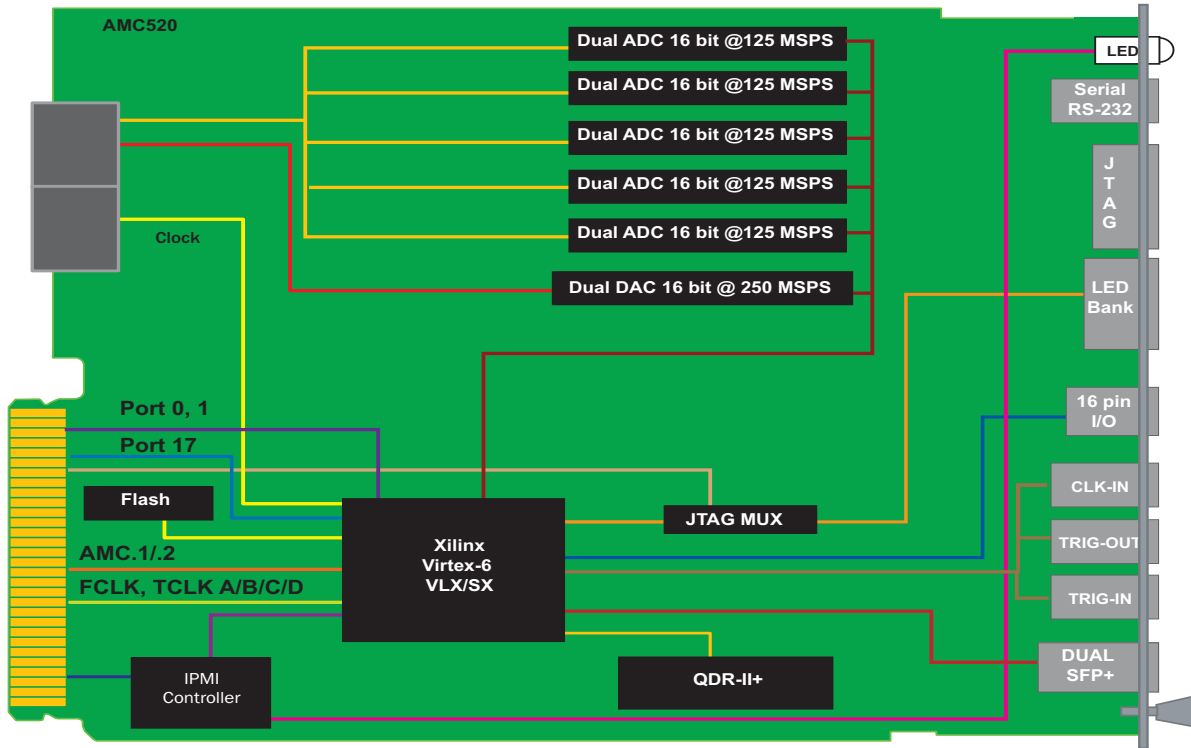 AMC520
Dual ADC 16 bit @125 MSPS
LED
Dual ADC 16 bit @125 MSPS
Serial
RS-232
Dual ADC 16 bit @125 MSPS
Dual ADC 16 bit @125 MSPS
J
T
A
G
Dual ADC 16 bit @125 MSPS
Clock
Dual DAC 16 bit @ 250 MSPS
LED
Bank
Port 0, 1
16 pin
I/O
Port 17
Flash
CLK-IN
JTAG MUX
Xilinx
Virtex-6
VLX/SX
TRIG-OUT
AMC.1/.2
FCLK, TCLK A/B/C/D
TRIG-IN
IPMI
Controller
QDR-II+
DUAL
SFP+